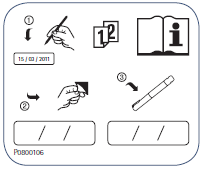 ①
1 2
i
15 / 03 / 2011
②
③
/ /
/ /
P0800106